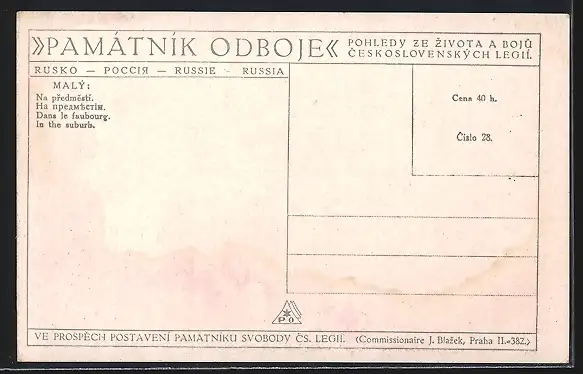 »PAMÁTNÍK ODBOJE«
POHLEDY ZE ŽIVOTA A BOJŮ
ČESKOSLOVENSKÝCH LEGIÍ.
RUSKO — РОССІЯ — RUSSIE - RUSSIA
MALÝ:
Na předměstí.
На предмѣстіи.
Dans le faubourg.
In the suburb.
Cena 40 h.
Číslo 28.
P.O.
VE PROSPĚCH POSTAVENÍ PAMÁTNÍKU SVOBODY ČS. LEGIÍ. (Commissionaire J. Blažek, Praha II.-382.)